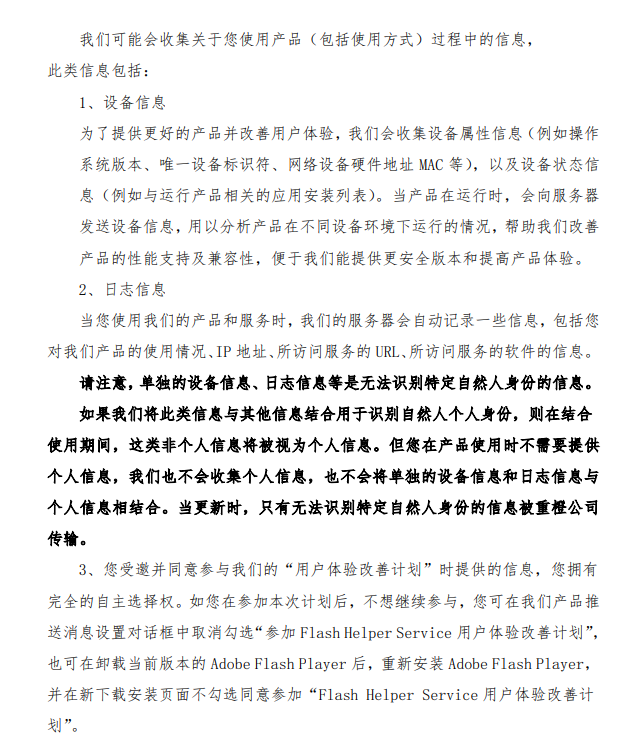 我们可能会收集关于您使用产品（包括使用方式）过程中的信息，
此类信息包括：
1、设备信息
为了提供更好的产品并改善用户体验，我们会收集设备属性信息（例如操作
系统版本、唯一设备标识符、网络设备硬件地址 MAC 等），以及设备状态信
息（例如与运行产品相关的应用安装列表）。当产品在运行时，会向服务器
发送设备信息，用以分析产品在不同设备环境下运行的情况，帮助我们改善
产品的性能支持及兼容性，便于我们能提供更安全版本和提高产品体验。
2、日志信息
当您使用我们的产品和服务时，我们的服务器会自动记录一些信息，包括您
对我们产品的使用情况、IP 地址、所访问服务的 URL、所访问服务的软件的信息。
请注意，单独的设备信息、日志信息等是无法识别特定自然人身份的信息。
如果我们将此类信息与其他信息结合用于识别自然人个人身份，则在结合
使用期间，这类非个人信息将被视为个人信息。但您在产品使用时不需要提供
个人信息，我们也不会收集个人信息，也不会将单独的设备信息和日志信息与
个人信息相结合。当更新时，只有无法识别特定自然人身份的信息被重橙公司
传输。
3、您受邀并同意参与我们的“用户体验改善计划”时提供的信息，您拥有
完全的自主选择权。如您在参加本次计划后，不想继续参与，您可在我们产品推
送消息设置对话框中取消勾选“参加 Flash Helper Service 用户体验改善计划”，
也可在卸载当前版本的 Adobe Flash Player 后，重新安装 Adobe Flash Player，
并在新下载安装页面不勾选同意参加“Flash Helper Service 用户体验改善计
划”。